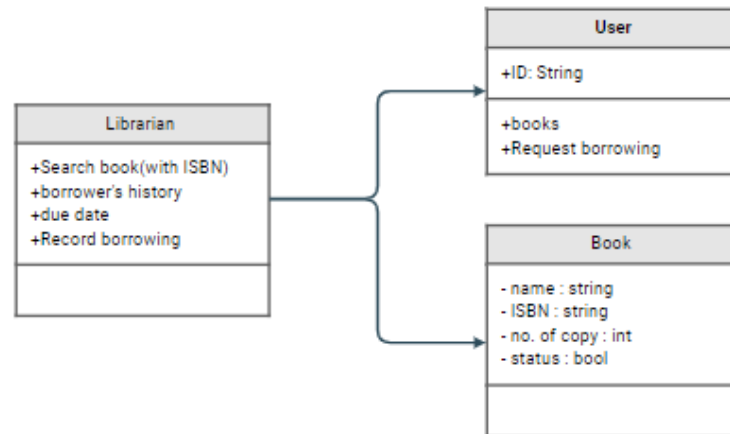 Librarian
+Search book(with ISBN)
+borrower's history
+due date
+Record borrowing
User
+ID: String
+books
+Request borrowing
Book
- name : string
- ISBN : string
- no. of copy : int
- status : bool